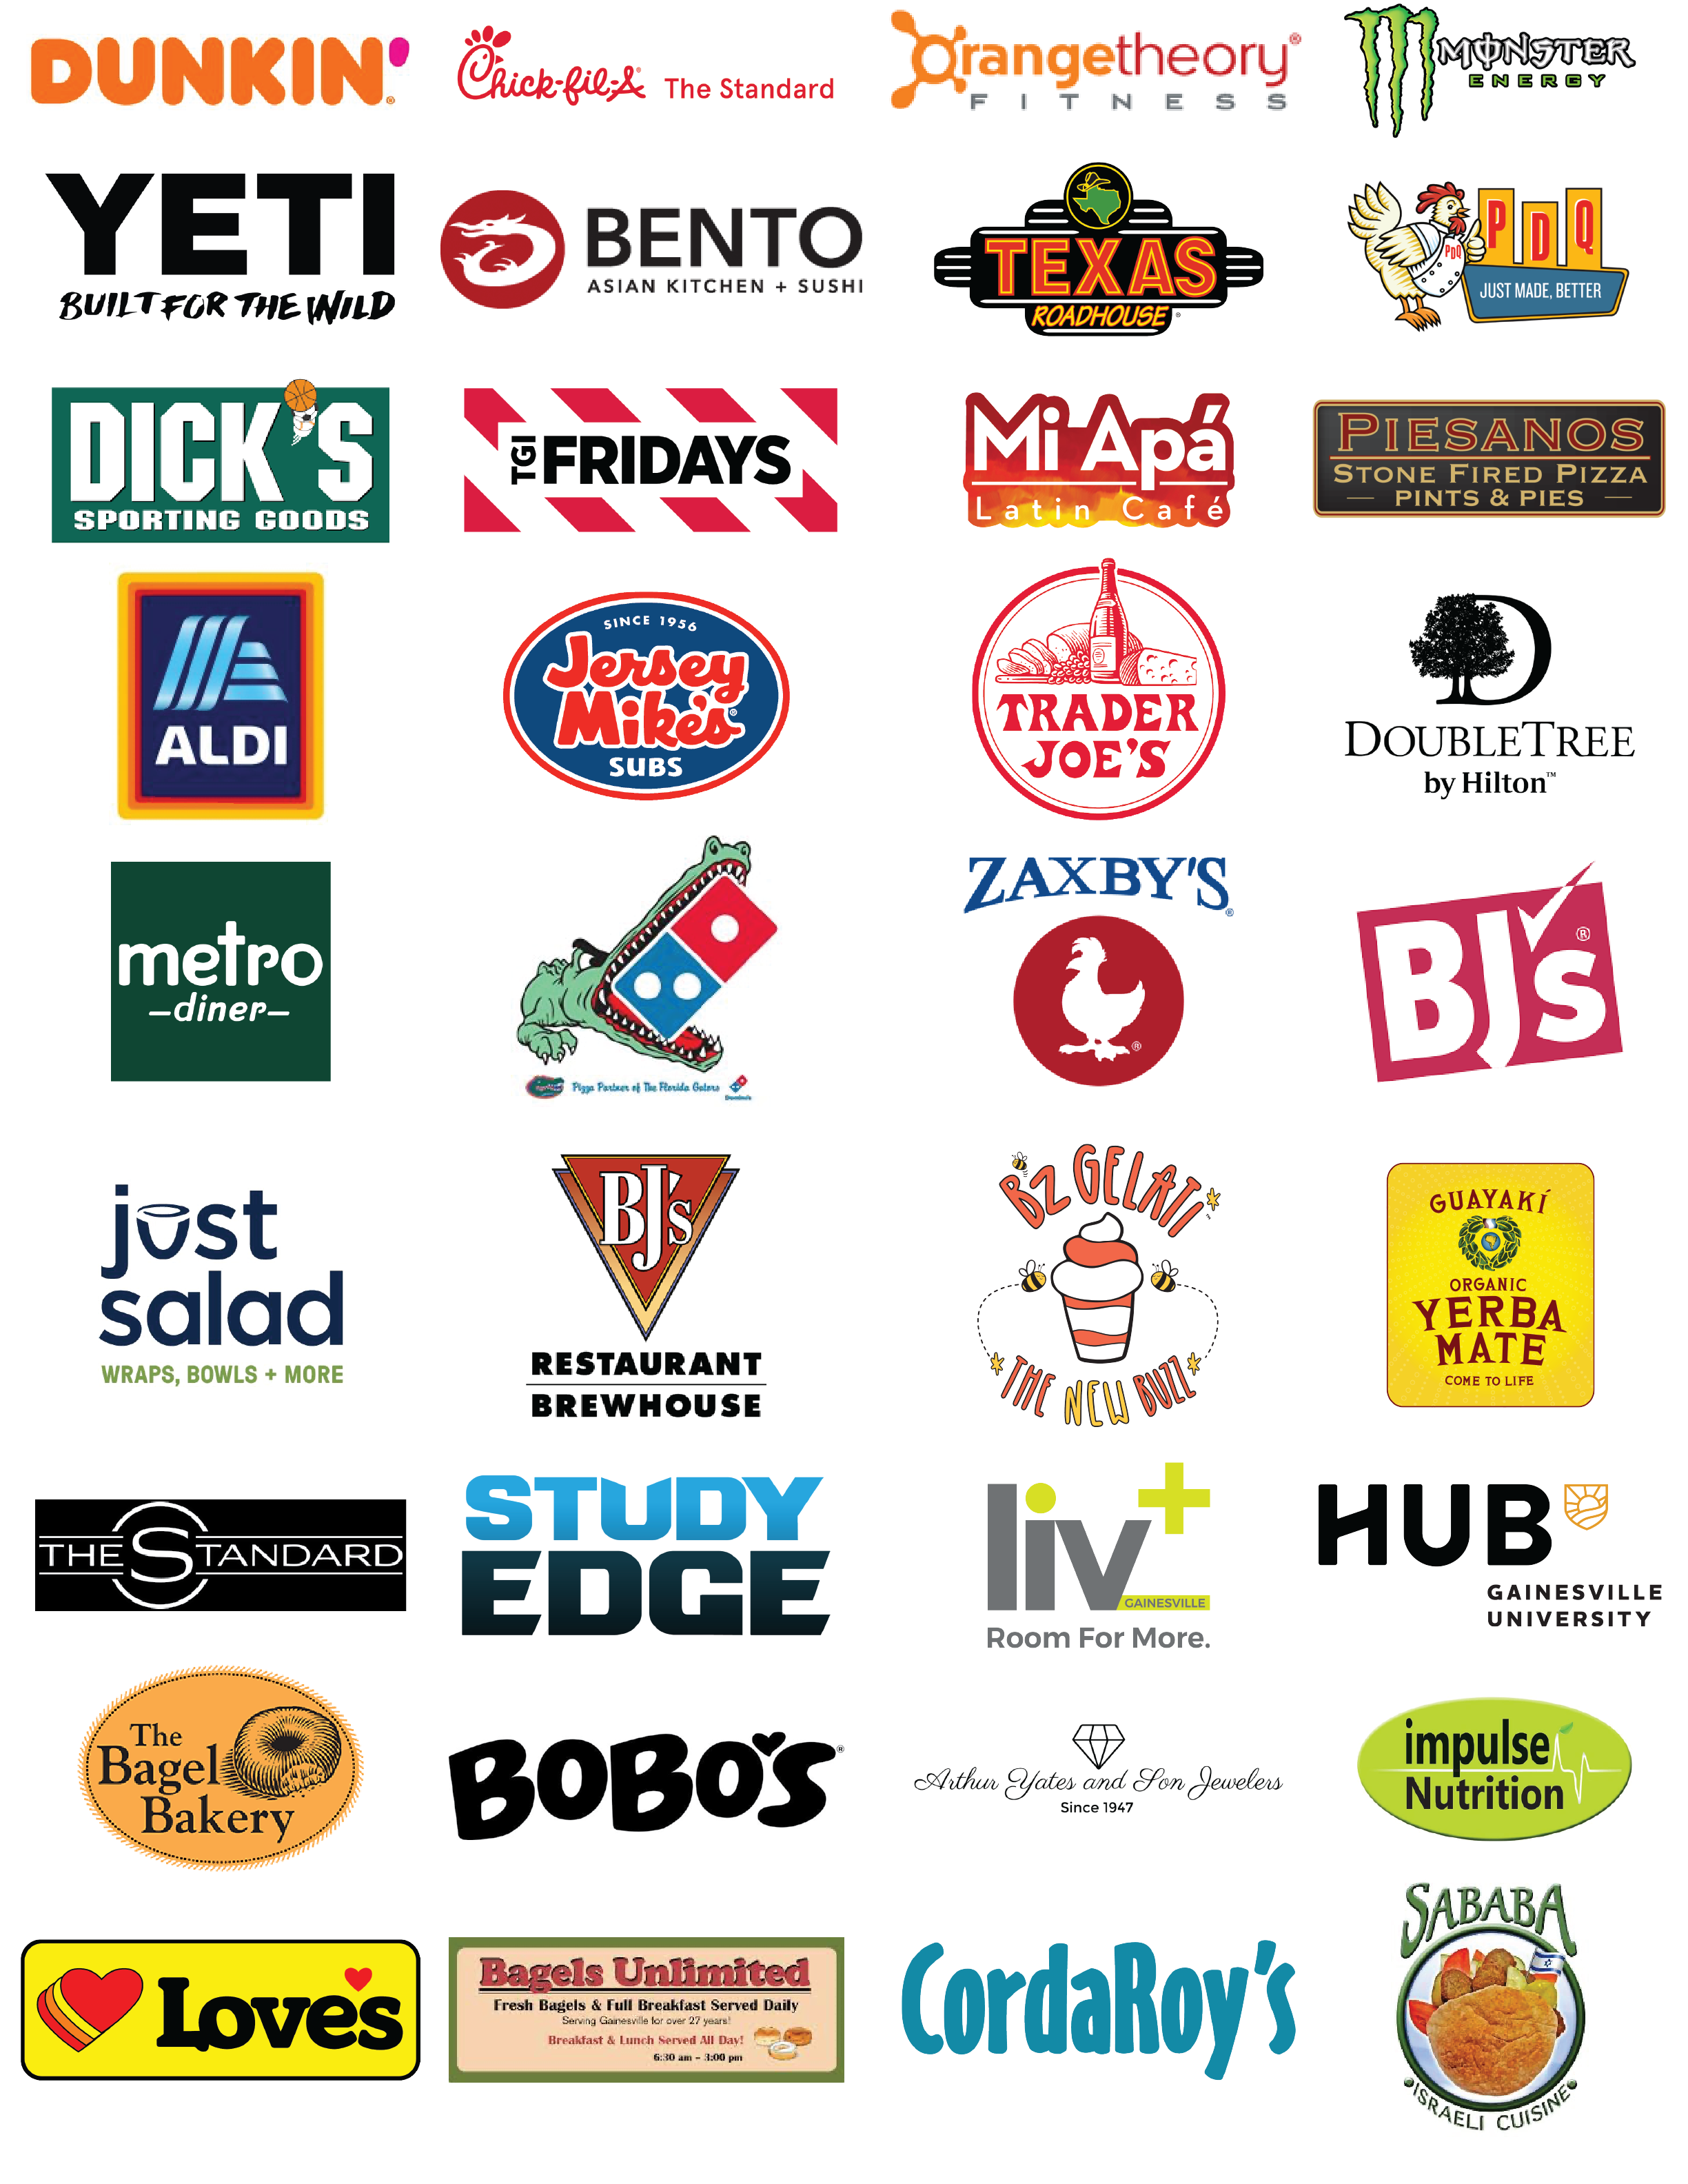 DUNKIN'
Chick-fil-A The Standard
Orangetheory®
FITNESS
MONSTER
ENERGY
YETI
BUILT FOR THE WILD
BENTO
ASIAN KITCHEN + SUSHI
TEXAS
ROADHOUSE
PDQ
PDQ
JUST MADE, BETTER
DICK'S
SPORTING GOODS
TGI FRIDAYS
Mi Apá
Latin Café
PIESANOS
STONE FIRED PIZZA
PINTS & PIES
ALDI
SINCE 1956
Jersey
Mike's
SUBS
TRADER
JOE'S
DOUBLETREE
by Hilton™
metro
-diner-
Pizza Partner of The Florida Gators
Domino's
ZAXBY'S®
BJ's®
just
salad
WRAPS, BOWLS + MORE
BJ's
RESTAURANT
BREWHOUSE
B'Z GELATI
THE NEW BUZZ
GUAYAKÍ
ORGANIC
YERBA
MATE
COME TO LIFE
THE STANDARD
STUDY
EDGE
liv+
GAINESVILLE
Room For More.
HUB
GAINESVILLE
UNIVERSITY
The
Bagel
Bakery
BOBO'S®
Arthur Yates and Son Jewelers
Since 1947
impulse
Nutrition
Love's
Bagels Unlimited
Fresh Bagels & Full Breakfast Served Daily
Serving Gainesville for over 27 years!
Breakfast & Lunch Served All Day!
6:30 am - 3:00 pm
CordaRoy's
SABABA
ISRAELI CUISINE